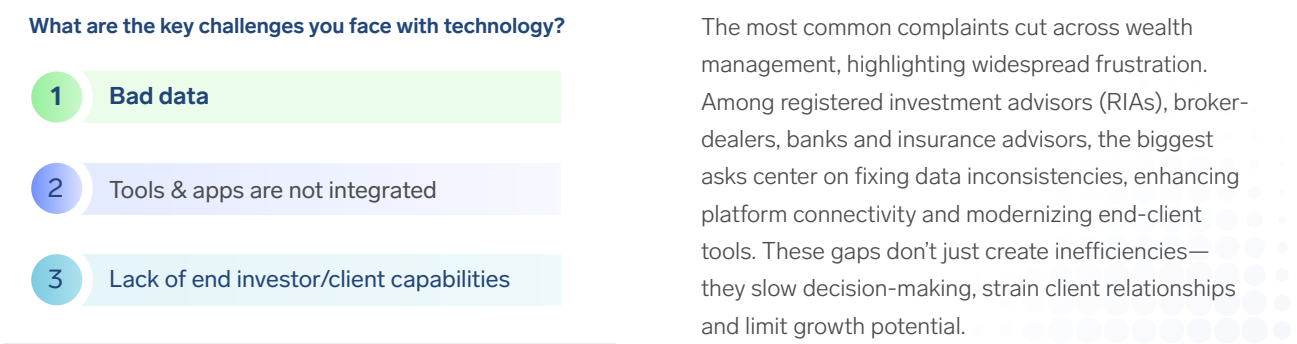 What are the key challenges you face with technology?
1 Bad data
2 Tools & apps are not integrated
3 Lack of end investor/client capabilities
The most common complaints cut across wealth
management, highlighting widespread frustration.
Among registered investment advisors (RIAs), broker-
dealers, banks and insurance advisors, the biggest
asks center on fixing data inconsistencies, enhancing
platform connectivity and modernizing end-client
tools. These gaps don’t just create inefficiencies—
they slow decision-making, strain client relationships
and limit growth potential.